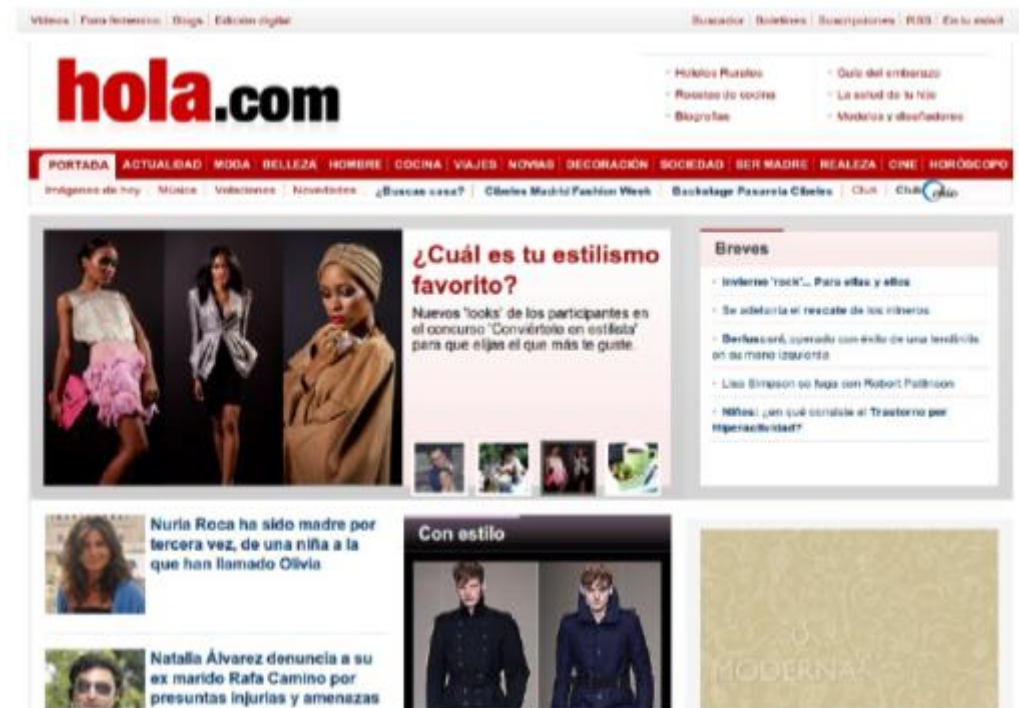 Vídeos Foro femenino Blogs Edición digital
Buscador Boletines Suscripciones RSS En tu móvil
hola.com
Hoteles Rurales
Recetas de cocina
Biografías
Guía del embarazo
La salud de tu hijo
Modelos y diseñadores
PORTADA ACTUALIDAD MODA BELLEZA HOMBRE COCINA VIAJES NOVIAS DECORACIÓN SOCIEDAD SER MADRE REALEZA CINE HORÓSCOPO
Imágenes de hoy Música Votaciones Novedades ¿Buscas casa? Cibeles Madrid Fashion Week Backstage Pasarela Cibeles Club Club
¿Cuál es tu estilismo
favorito?
Nuevos 'looks' de los participantes en
el concurso 'Conviértete en estilista'
para que elijas el que más te guste.
Breves
Invierno 'rock'... Para ellas y ellos
Se adelanta el rescate de los mineros
Berlusconi, operado con éxito de una tendinitis
en su mano izquierda
Lisa Simpson se fuga con Robert Pattinson
Niños: ¿en qué consiste el Trastorno por
Hiperactividad?
Nuria Roca ha sido madre por
tercera vez, de una niña a la
que han llamado Olivia
Con estilo
Natalia Álvarez denuncia a su
ex marido Rafa Camino por
presuntas injurias y amenazas
MODERNA